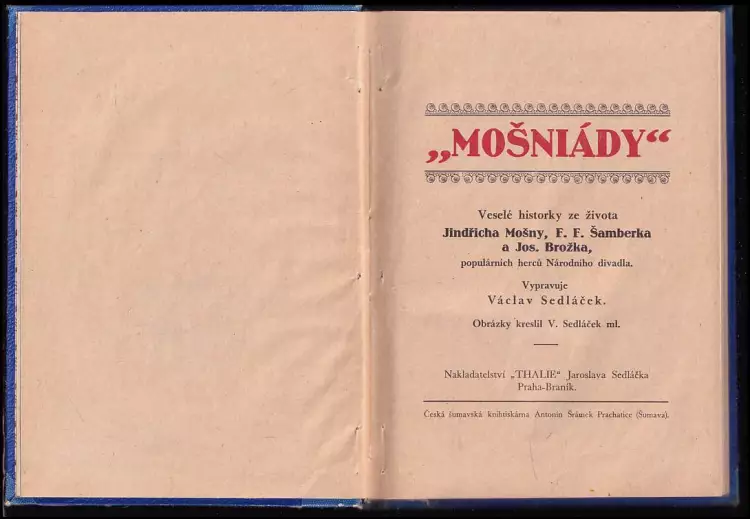 „MOŠNIÁDY“
Veselé historky ze života
Jindřicha Mošny, F. F. Šamberka
a Jos. Brožka,
populárních herců Národního divadla.
Vypravuje
Václav Sedláček.
Obrázky kreslil V. Sedláček ml.
Nakladatelství „THALIE“ Jaroslava Sedláčka
Praha-Braník.
Česká šumavská knihtiskárna Antonín Šrámek Prachatice (Šumava).